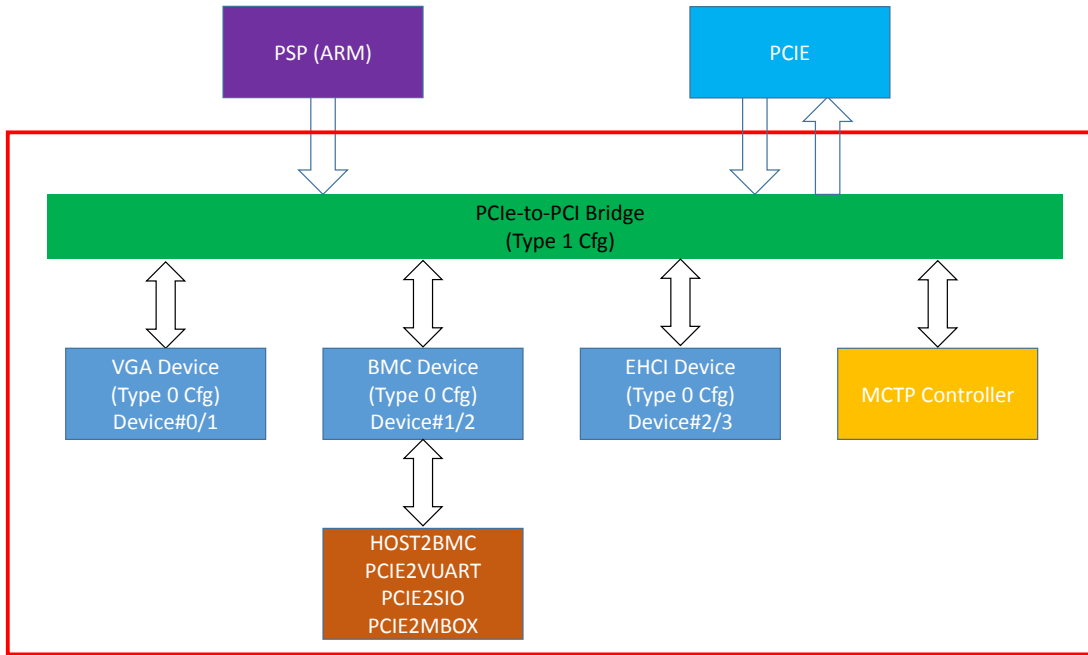 PSP (ARM)
PCIE
PCIe-to-PCI Bridge
(Type 1 Cfg)
VGA Device
(Type 0 Cfg)
Device#0/1
BMC Device
(Type 0 Cfg)
Device#1/2
EHCI Device
(Type 0 Cfg)
Device#2/3
MCTP Controller
HOST2BMC
PCIE2VUART
PCIE2SIO
PCIE2MBOX